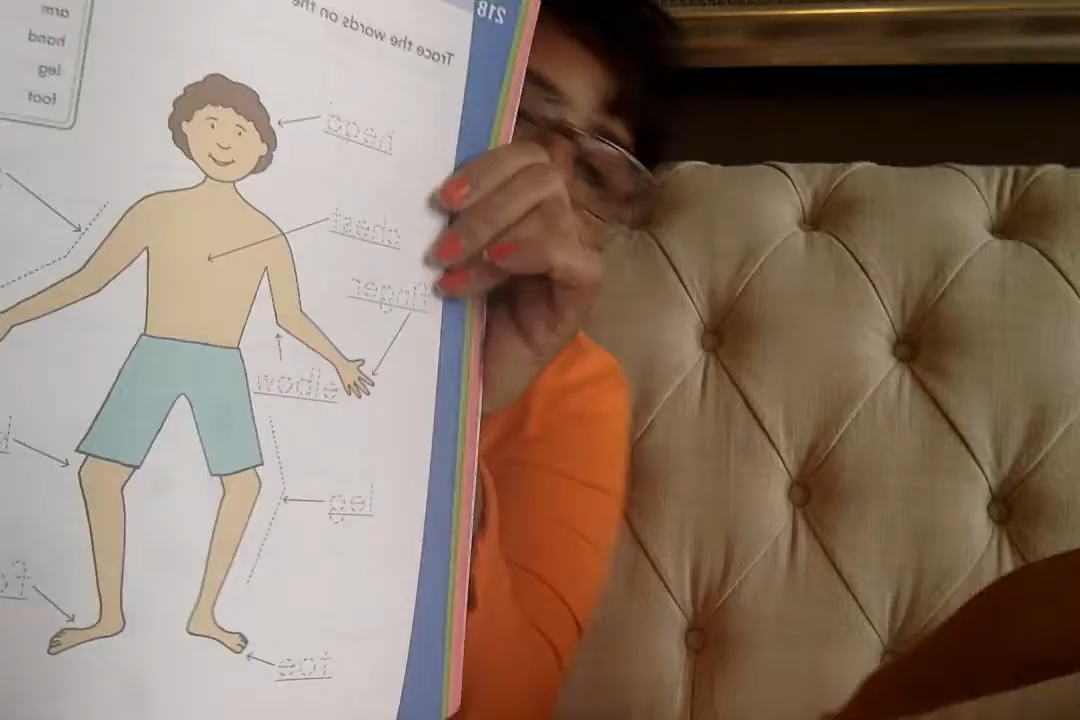 218
Trace the words on the
arm
hand
leg
foot
head
chest
finger
elbow
leg
toe